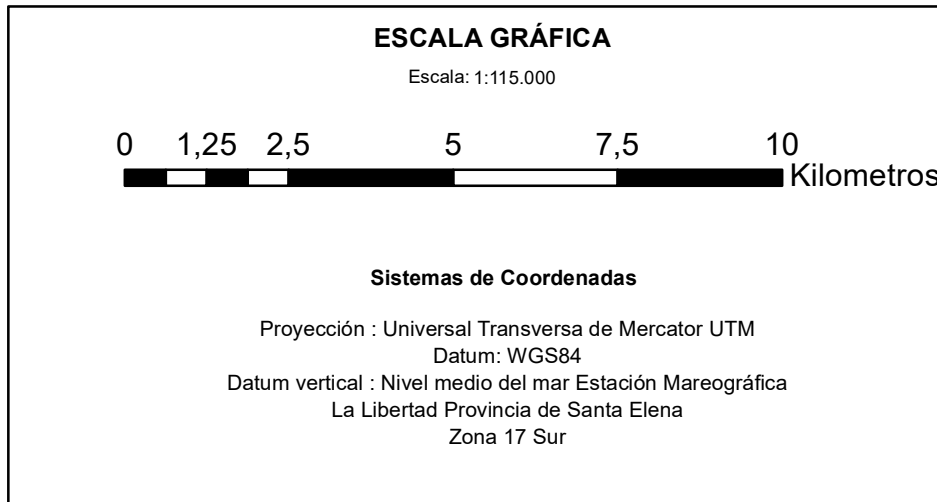 ESCALA GRÁFICA
Escala: 1:115.000
0 1,25 2,5 5 7,5 10
Kilometros
Sistemas de Coordenadas
Proyección : Universal Transversa de Mercator UTM
Datum: WGS84
Datum vertical : Nivel medio del mar Estación Mareográfica
La Libertad Provincia de Santa Elena
Zona 17 Sur